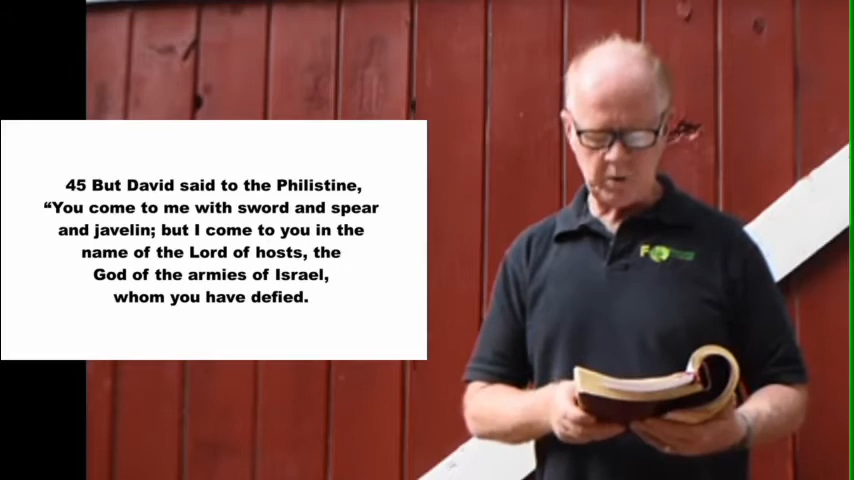 45 But David said to the Philistine,
“You come to me with sword and spear
and javelin; but I come to you in the
name of the Lord of hosts, the
God of the armies of Israel,
whom you have defied.